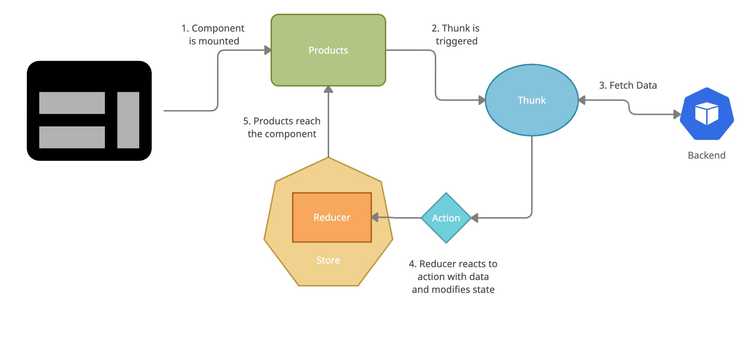 1. Component
is mounted
Products
2. Thunk is
triggered
Thunk
3. Fetch Data
Backend
5. Products reach
the component
Reducer
Action
Store
4. Reducer reacts to
action with data
and modifies state